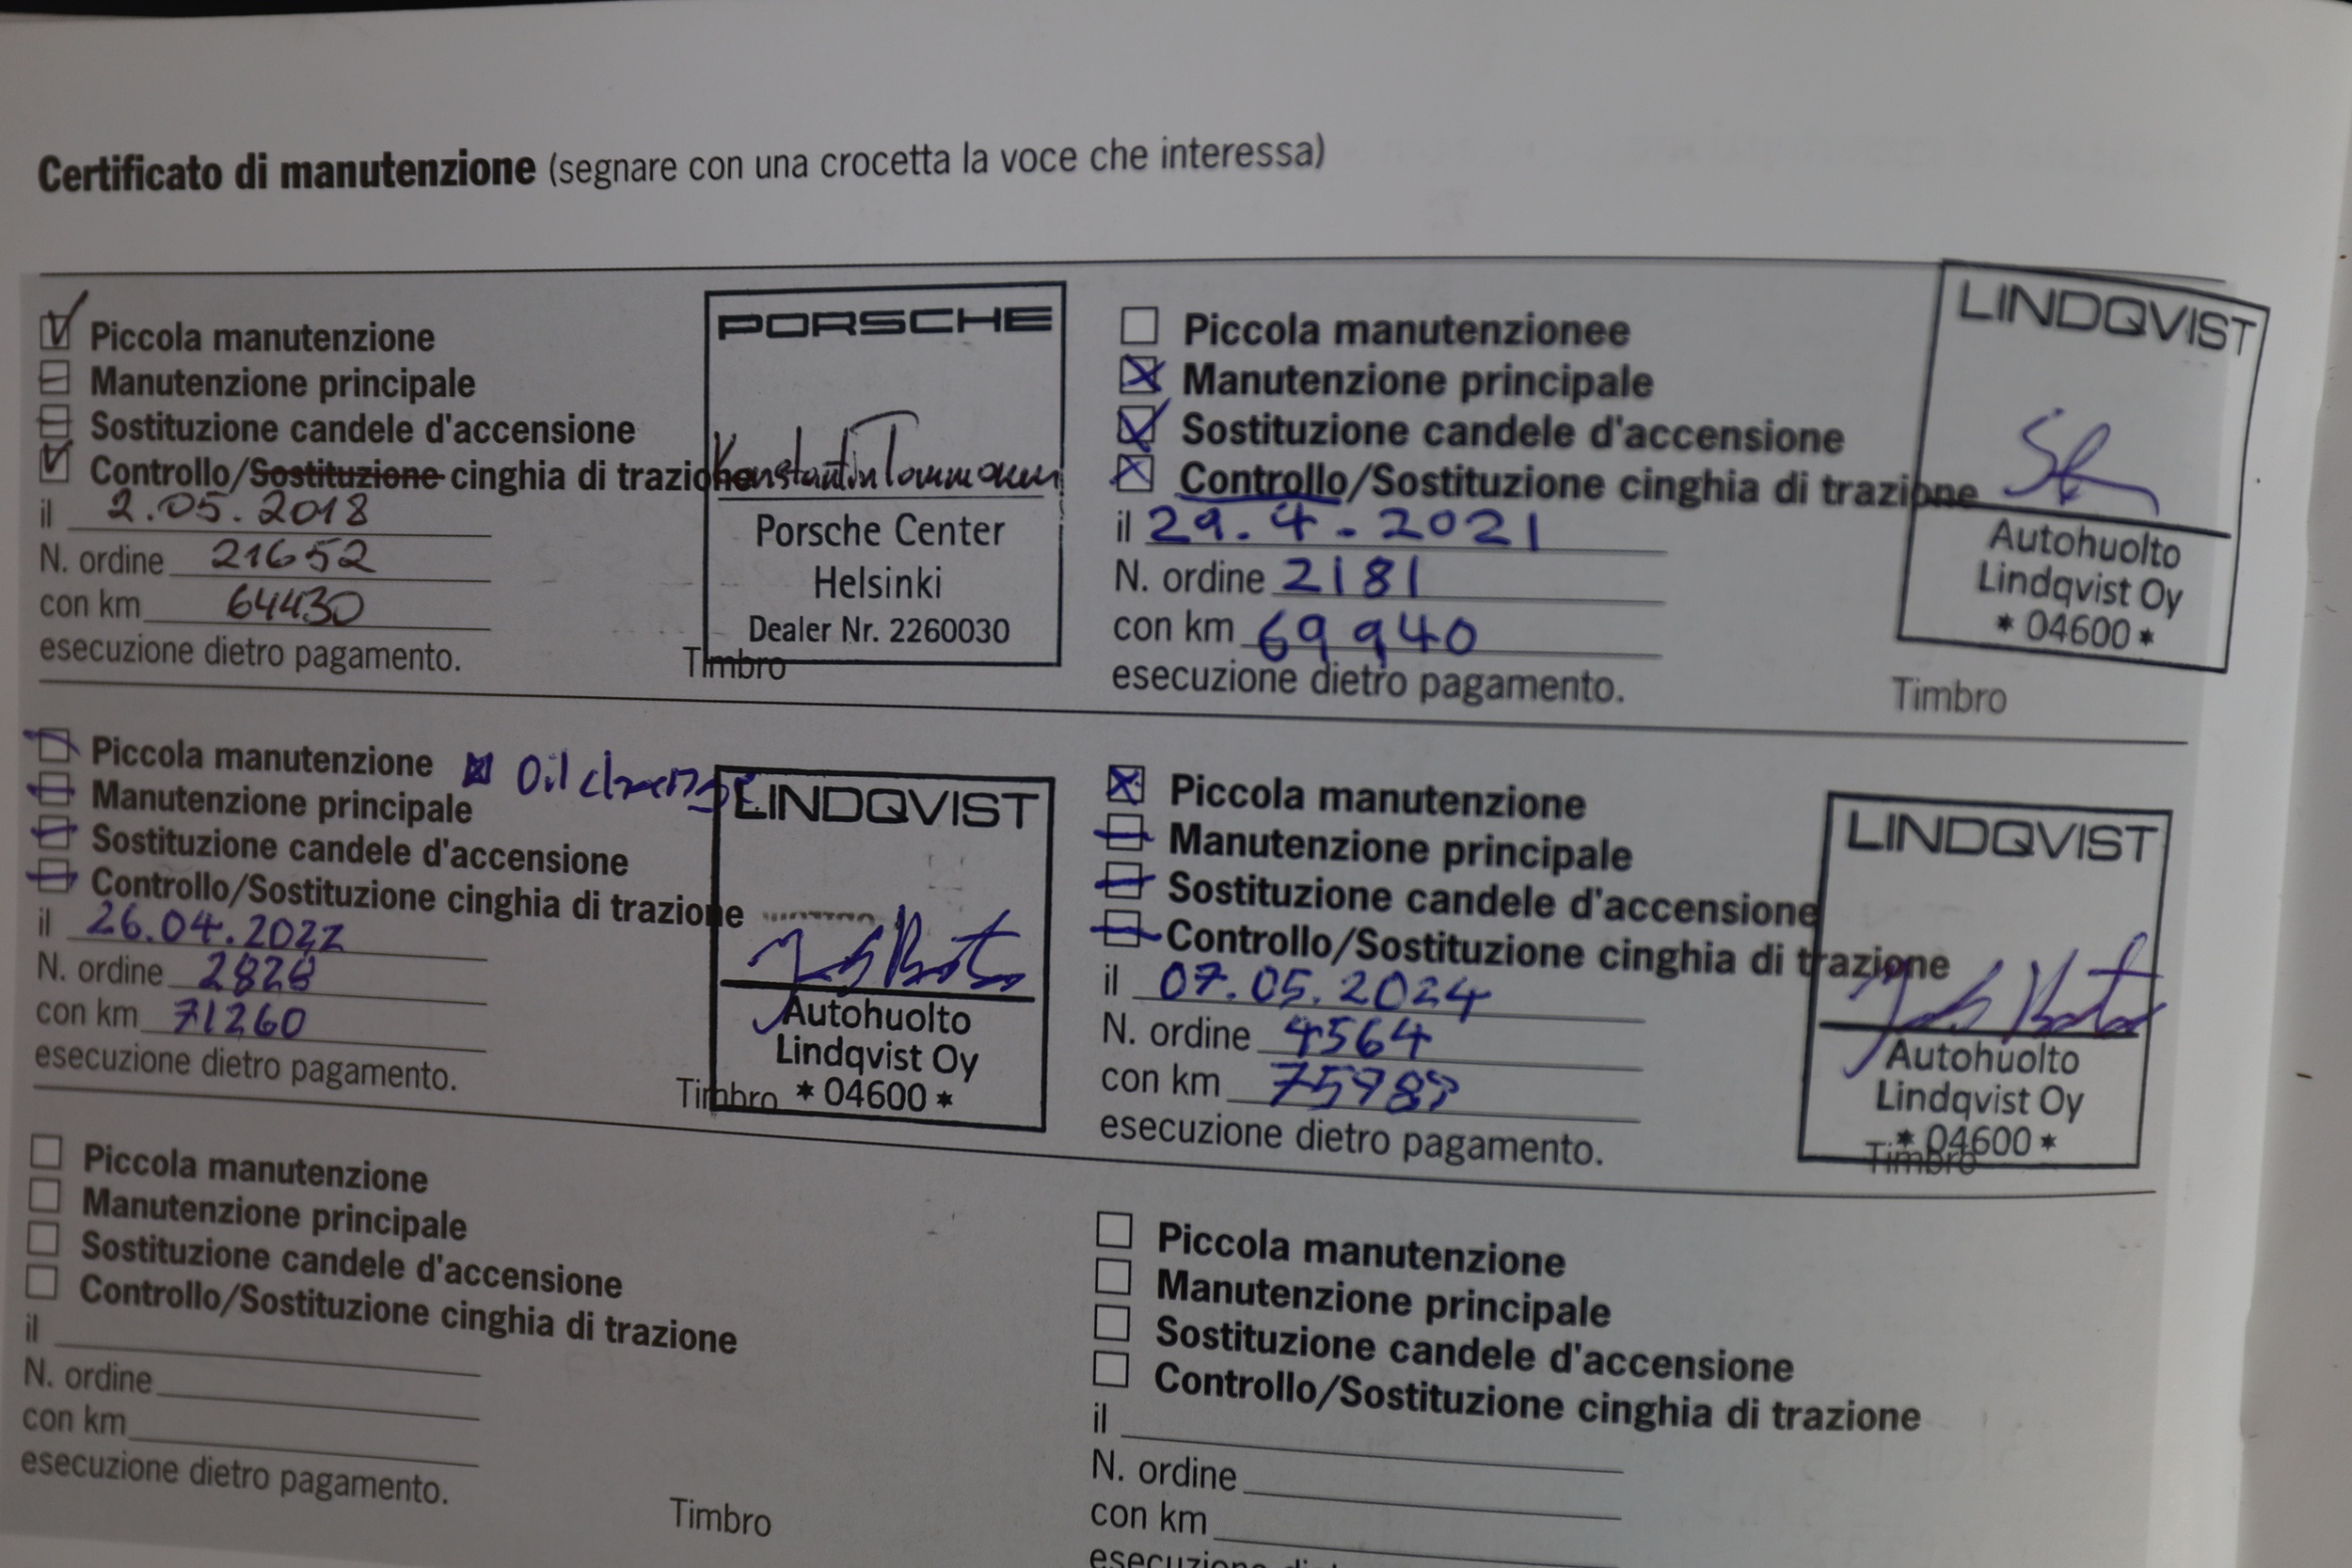 Certificato di manutenzione (segnare con una crocetta la voce che interessa)
Piccola manutenzione
Manutenzione principale
Sostituzione candele d'accensione
Controllo/Sostituzione cinghia di trazione
il 2.05.2018
N. ordine 21652
con km 64430
esecuzione dietro pagamento.
Timbro
PORSCHE
Porsche Center
Helsinki
Dealer Nr. 2260030
Piccola manutenzionee
Manutenzione principale
Sostituzione candele d'accensione
Controllo/Sostituzione cinghia di trazione
il 29.4-2021
N. ordine 2181
con km 69940
esecuzione dietro pagamento.
Timbro
LINDQVIST
Autohuolto
Lindqvist Oy
* 04600 *
Piccola manutenzione Oil change
Manutenzione principale
Sostituzione candele d'accensione
Controllo/Sostituzione cinghia di trazione
il 26.04.2022
N. ordine
con km 71260
esecuzione dietro pagamento.
Timbro
LINDQVIST
Autohuolto
Lindqvist Oy
* 04600 *
Piccola manutenzione
Manutenzione principale
Sostituzione candele d'accensione
Controllo/Sostituzione cinghia di trazione
il 07.05.2024
N. ordine 4564
con km
esecuzione dietro pagamento.
Timbro
LINDQVIST
Autohuolto
Lindqvist Oy
* 04600 *
Piccola manutenzione
Manutenzione principale
Sostituzione candele d'accensione
Controllo/Sostituzione cinghia di trazione
il
N. ordine
con km
esecuzione dietro pagamento.
Timbro
Piccola manutenzione
Manutenzione principale
Sostituzione candele d'accensione
Controllo/Sostituzione cinghia di trazione
il
N. ordine
con km